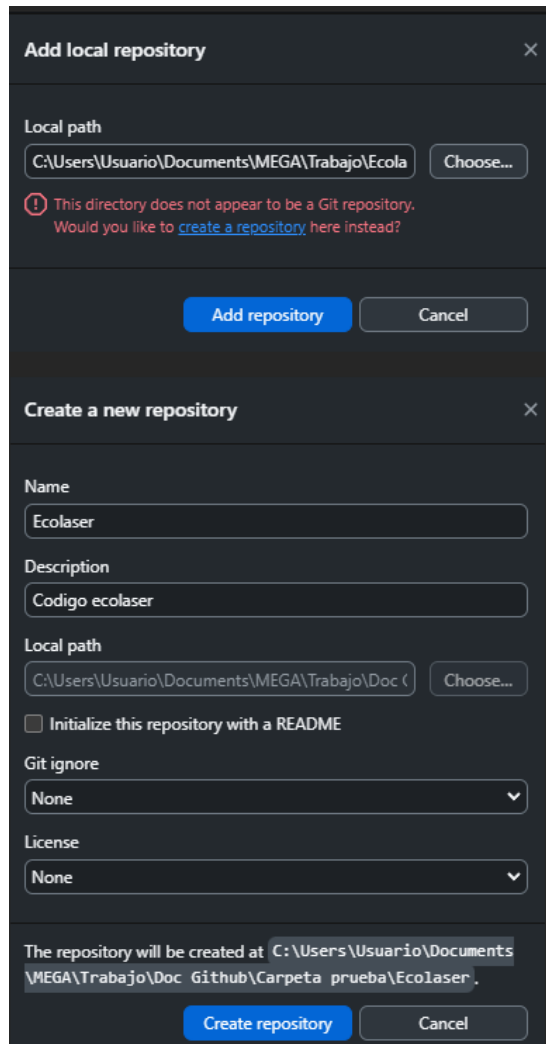 Add local repository
Local path
C:\Users\Usuario\Documents\MEGA\Trabajo\Ecola
Choose...
This directory does not appear to be a Git repository.
Would you like to create a repository here instead?
Add repository
Cancel
Create a new repository
Name
Ecolaser
Description
Codigo ecolaser
Local path
C:\Users\Usuario\Documents\MEGA\Trabajo\Doc (
Choose...
Initialize this repository with a README
Git ignore
None
License
None
The repository will be created at C:\Users\Usuario\Documents
\MEGA\Trabajo\Doc Github\Carpeta prueba\Ecolaser.
Create repository
Cancel